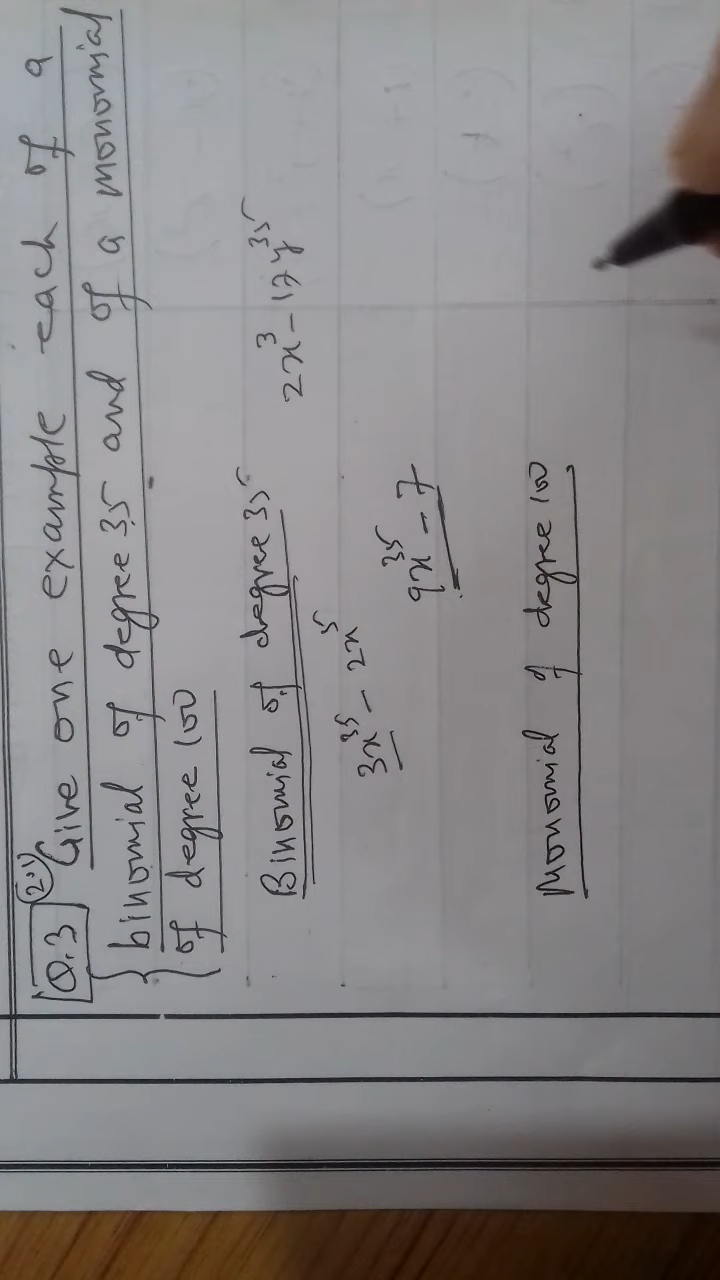 Q.3 (2.1) Give one example each of a
binomial of degree 35 and of a monomial
of degree 100
Binomial of degree 35 2x³ - 17y³⁵
3x³⁵ - 2x⁵
9x³⁵ - 7
Monomial of degree 100